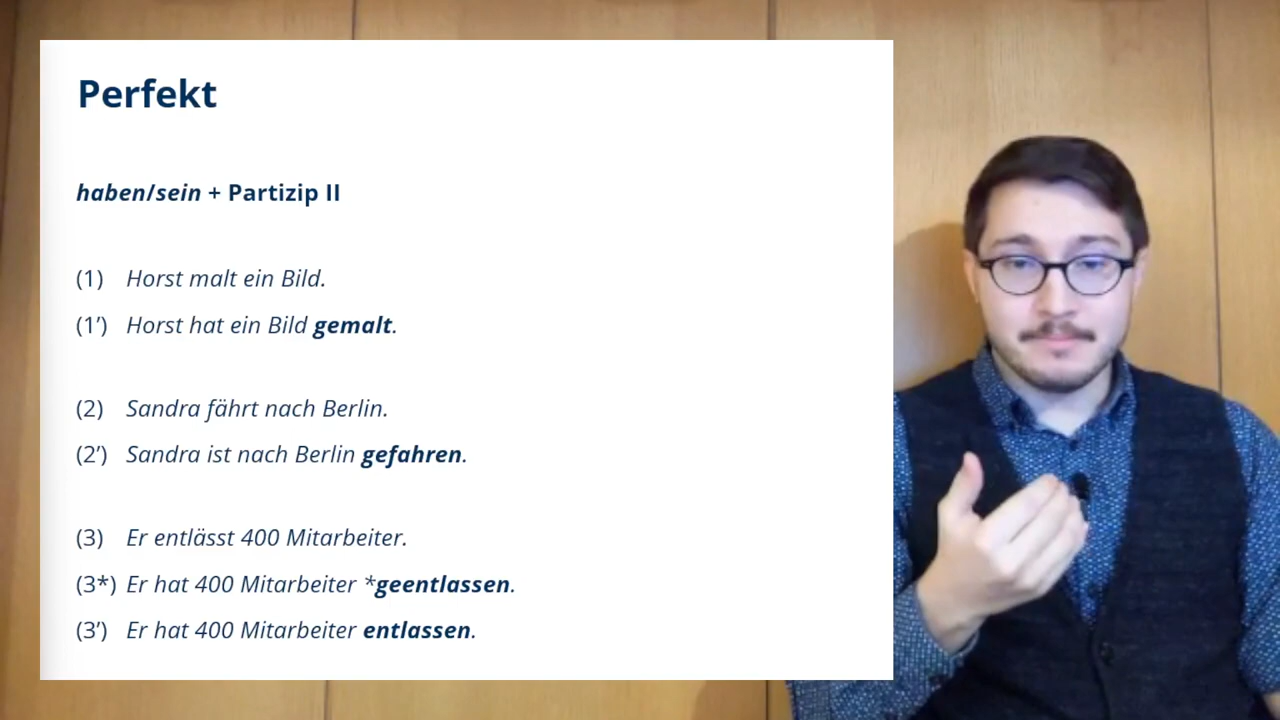 Perfekt
haben/sein + Partizip II
(1) Horst malt ein Bild.
(1’) Horst hat ein Bild gemalt.
(2) Sandra fährt nach Berlin.
(2’) Sandra ist nach Berlin gefahren.
(3) Er entlässt 400 Mitarbeiter.
(3*) Er hat 400 Mitarbeiter *geentlassen.
(3’) Er hat 400 Mitarbeiter entlassen.